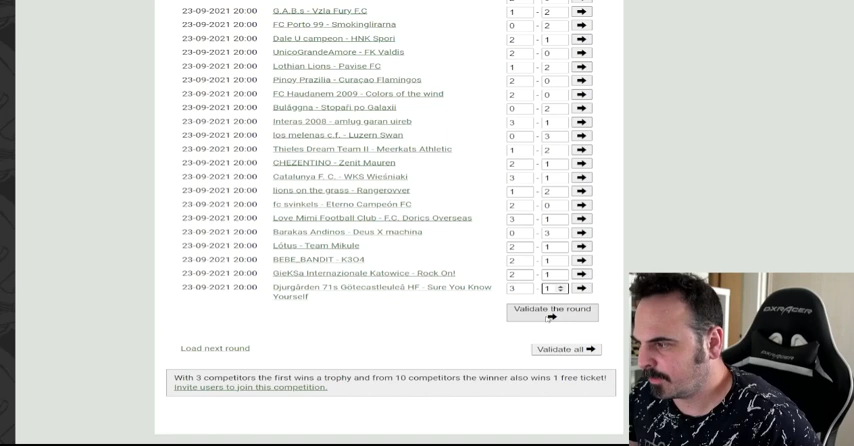 23-09-2021 20:00 G.A.B.s - Vzla Fury F.C 1 - 2
23-09-2021 20:00 FC Porto 99 - Smokinglirarna 0 - 2
23-09-2021 20:00 Dale U campeon - HNK Spori 2 - 1
23-09-2021 20:00 UnicoGrandeAmore - FK Valdis 2 - 0
23-09-2021 20:00 Lothian Lions - Pavise FC 1 - 2
23-09-2021 20:00 Pinoy Prazilia - Curaçao Flamingos 2 - 0
23-09-2021 20:00 FC Haudanem 2009 - Colors of the wind 2 - 0
23-09-2021 20:00 Bulåggna - Stopaři po Galaxii 0 - 2
23-09-2021 20:00 Interas 2008 - amlug garan uireb 3 - 1
23-09-2021 20:00 los melenas c.f. - Luzern Swan 0 - 3
23-09-2021 20:00 Thieles Dream Team II - Meerkats Athletic 1 - 2
23-09-2021 20:00 CHEZENTINO - Zenit Mauren 2 - 1
23-09-2021 20:00 Catalunya F. C. - WKS Wieśniaki 3 - 1
23-09-2021 20:00 lions on the grass - Rangerovver 1 - 2
23-09-2021 20:00 fc svinkels - Eterno Campeón FC 2 - 0
23-09-2021 20:00 Love Mimi Football Club - F.C. Dorics Overseas 3 - 1
23-09-2021 20:00 Barakas Andinos - Deus X machina 0 - 3
23-09-2021 20:00 Lótus - Team Mikule 2 - 1
23-09-2021 20:00 BEBE_BANDIT - K3O4 2 - 1
23-09-2021 20:00 GieKSa Internazionale Katowice - Rock On! 2 - 1
23-09-2021 20:00 Djurgården 71s Götecastleuleå HF - Sure You Know 3 - 1
Yourself
Validate the round
Load next round Validate all
With 3 competitors the first wins a trophy and from 10 competitors the winner also wins 1 free ticket!
Invite users to join this competition.
DXRACER